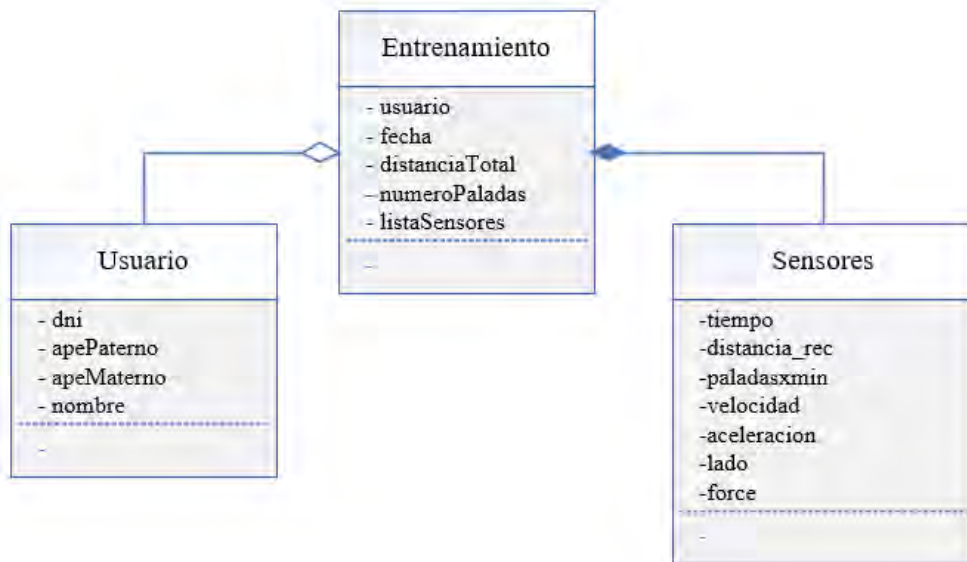 Entrenamiento
- usuario
- fecha
- distanciaTotal
- numeroPaladas
- listaSensores
-
Usuario
- dni
- apePaterno
- apeMaterno
- nombre
-
Sensores
-tiempo
-distancia_rec
-paladasxmin
-velocidad
-aceleracion
-lado
-force
-